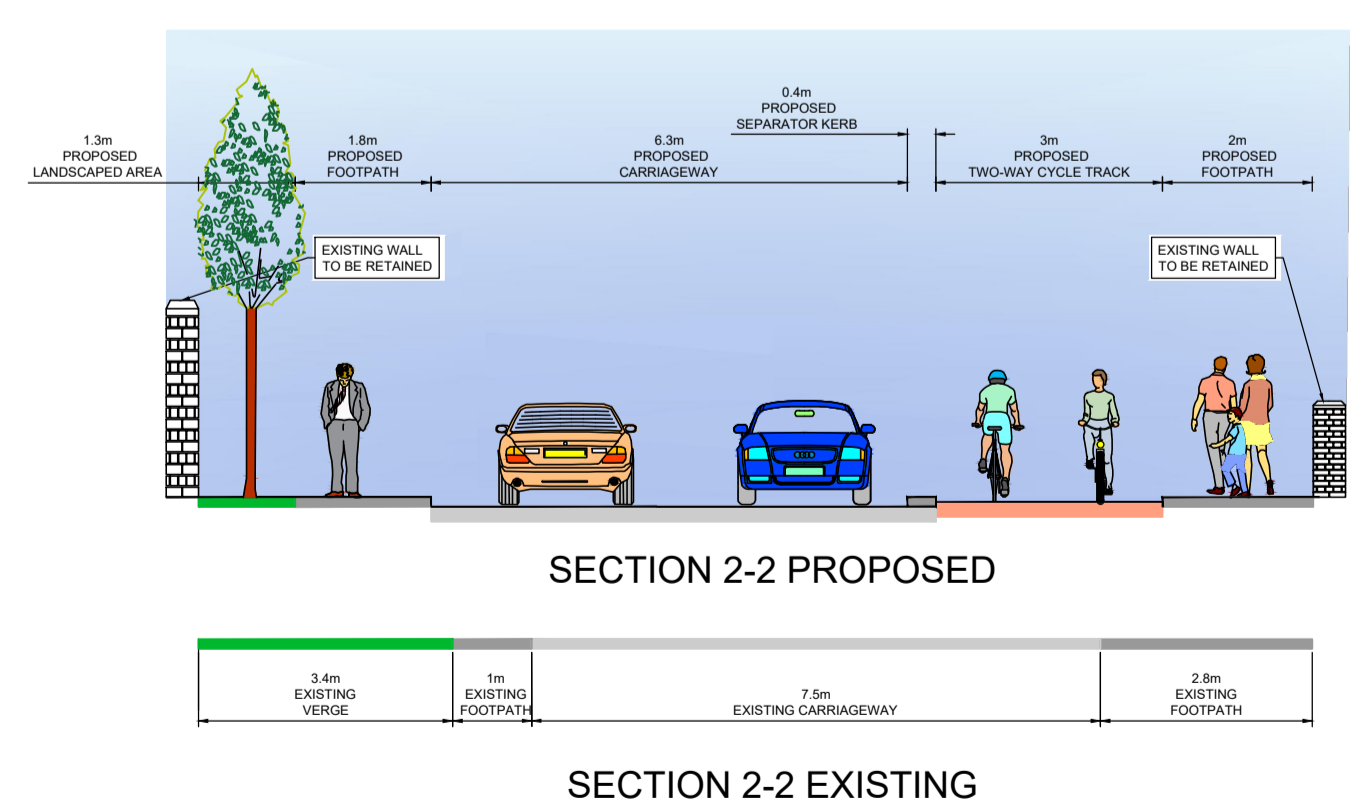 0.4m
PROPOSED
SEPARATOR KERB
1.3m
PROPOSED
LANDSCAPED AREA
1.8m
PROPOSED
FOOTPATH
6.3m
PROPOSED
CARRIAGEWAY
3m
PROPOSED
TWO-WAY CYCLE TRACK
2m
PROPOSED
FOOTPATH
EXISTING WALL
TO BE RETAINED
EXISTING WALL
TO BE RETAINED
SECTION 2-2 PROPOSED
3.4m
EXISTING
VERGE
1m
EXISTING
FOOTPATH
7.5m
EXISTING CARRIAGEWAY
2.8m
EXISTING
FOOTPATH
SECTION 2-2 EXISTING